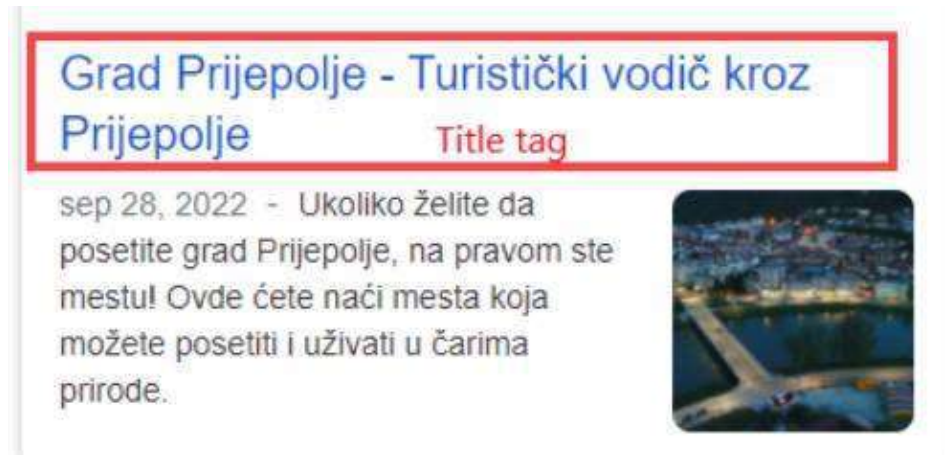 Grad Prijepolje - Turistički vodič kroz
Prijepolje
Title tag
sep 28, 2022 - Ukoliko želite da
posetite grad Prijepolje, na pravom ste
mestu! Ovde ćete naći mesta koja
možete posetiti i uživati u čarima
prirode.